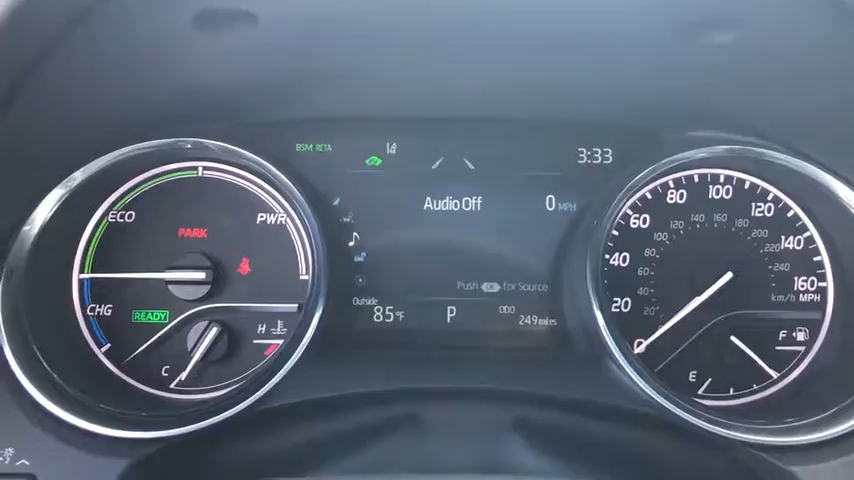 BSM RCTA
3:33
ECO
PWR
PARK
CHG
READY
H
C
Audio Off
0 MPH
Push OK for Source
Outside
85°F
P
ODO
249 miles
20
40
60
80
100
120
140
160
20
40
60
80
100
120
140
160
180
200
220
240
km/h MPH
F
E